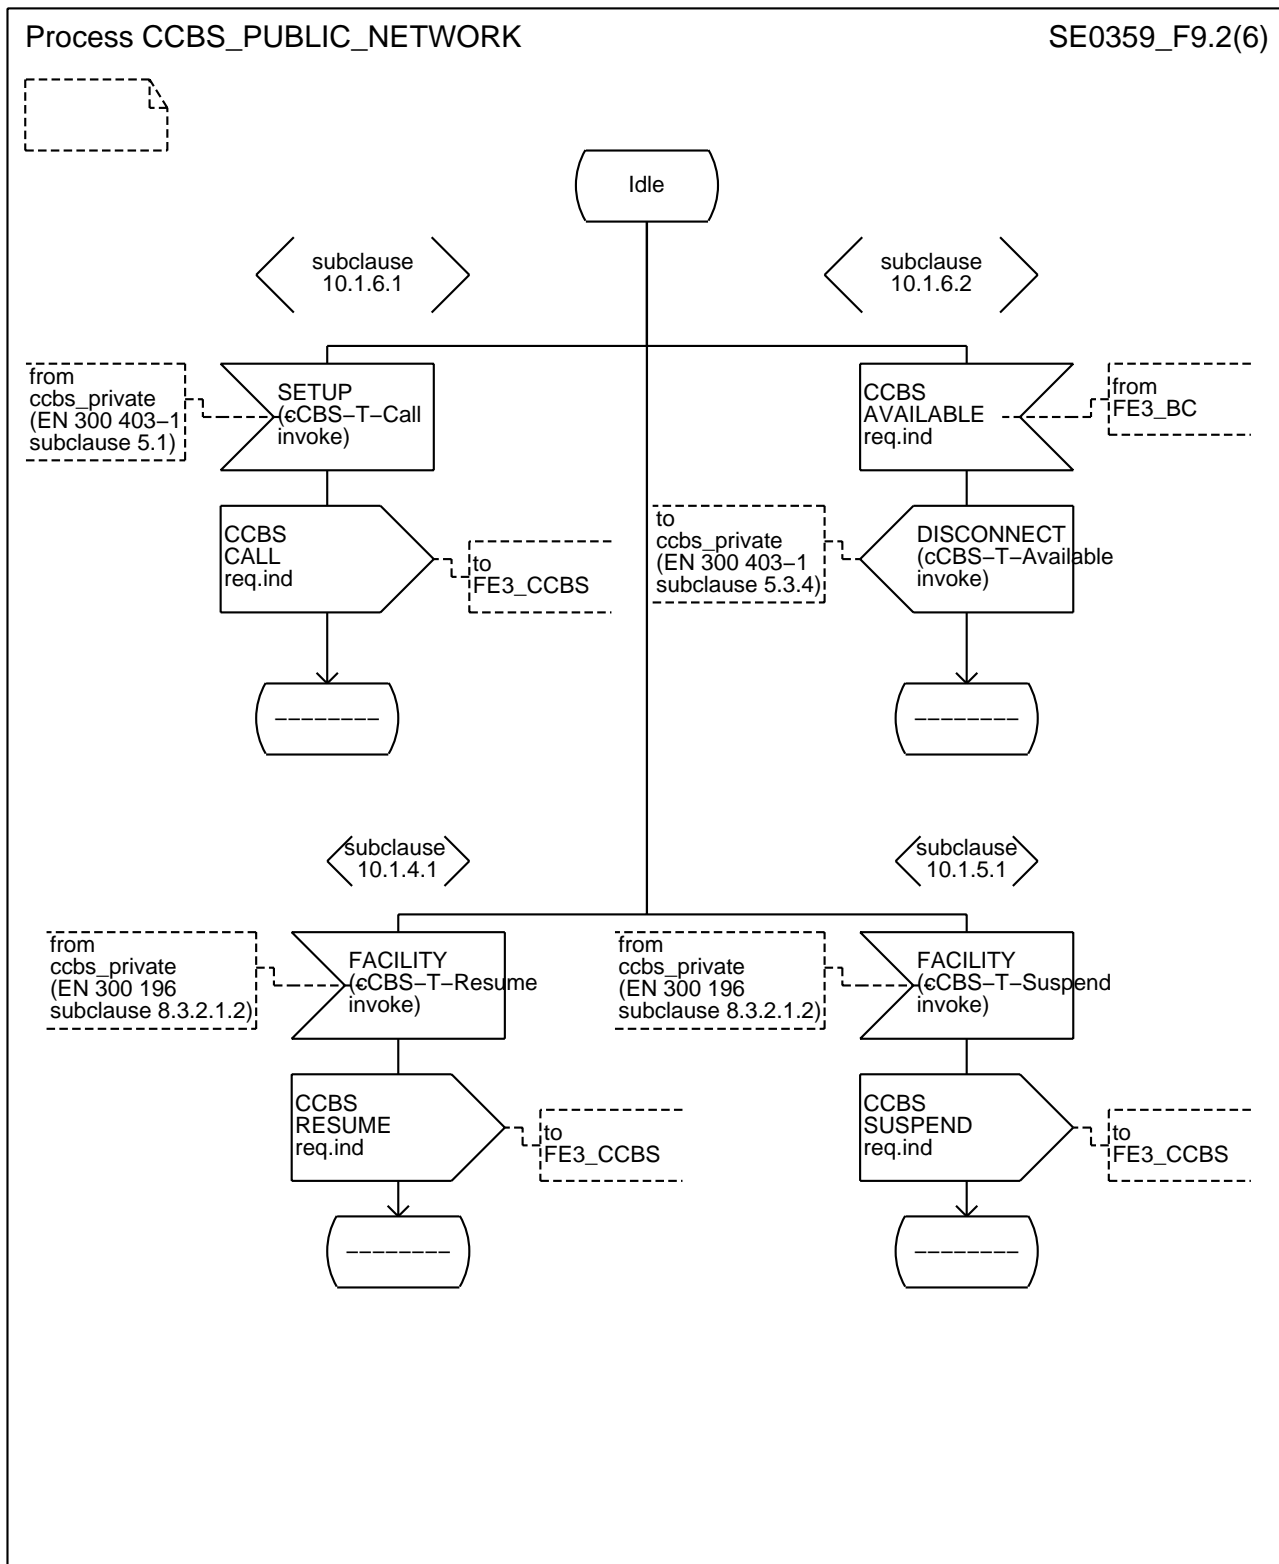 Process CCBS_PUBLIC_NETWORK
SE0359_F9.2(6)
Idle
subclause
10.1.6.1
subclause
10.1.6.2
from
ccbs_private
(EN 300 403–1
subclause 5.1)
SETUP
(cCBS–T–Call
invoke)
CCBS
AVAILABLE
req.ind
from
FE3_BC
CCBS
CALL
req.ind
to
FE3_CCBS
to
ccbs_private
(EN 300 403–1
subclause 5.3.4)
DISCONNECT
(cCBS–T–Available
invoke)
––––––––
––––––––
subclause
10.1.4.1
subclause
10.1.5.1
from
ccbs_private
(EN 300 196
subclause 8.3.2.1.2)
FACILITY
(cCBS–T–Resume
invoke)
from
ccbs_private
(EN 300 196
subclause 8.3.2.1.2)
FACILITY
(cCBS–T–Suspend
invoke)
CCBS
RESUME
req.ind
to
FE3_CCBS
CCBS
SUSPEND
req.ind
to
FE3_CCBS
––––––––
––––––––